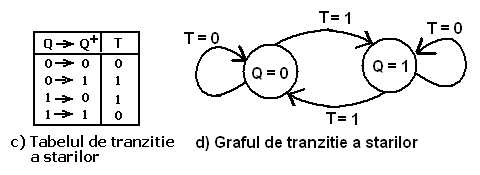 Q → Q+ T
0 → 0 0
0 → 1 1
1 → 0 1
1 → 1 0
c) Tabelul de tranzitie
a starilor
T = 0
T = 1
T = 0
Q = 0
Q = 1
T = 1
d) Graful de tranzitie a starilor